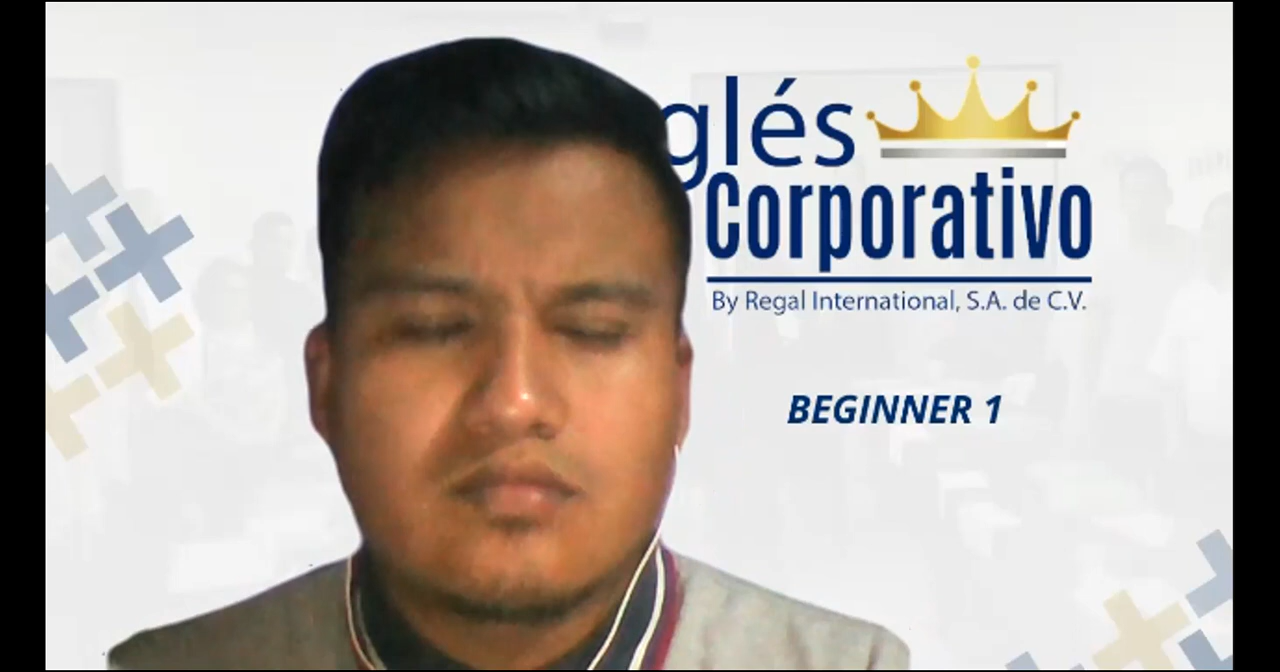 glés
Corporativo
By Regal International, S.A. de C.V.
BEGINNER 1